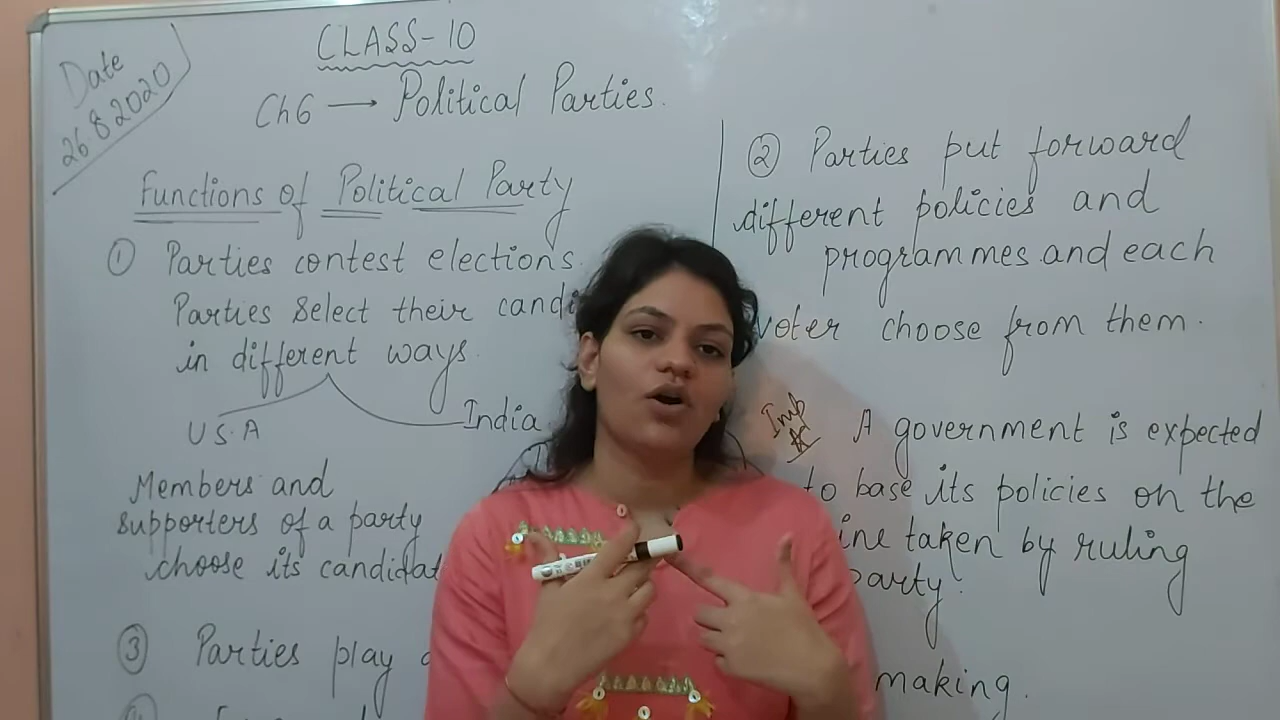 Date
26.8.2020
CLASS-10
Ch6 → Political Parties.
Functions of Political Party
① Parties contest elections.
Parties Select their
in different ways.
U S.A
India
Members and
supporters of a party
choose its
③ Parties play
② Parties put forward
different policies and
programmes and each
voter choose from them.
Imp
A government is expected
to base its policies on the
taken by ruling
party.
making.